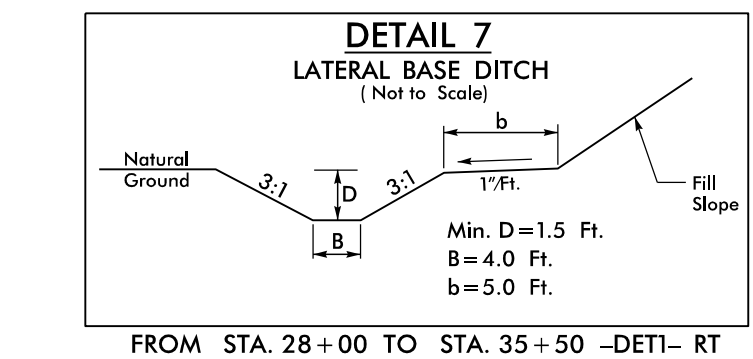 DETAIL 7
LATERAL BASE DITCH
( Not to Scale)
b
Natural
Ground
3:1
D
3:1
1"/Ft.
Fill
Slope
B
Min. D=1.5 Ft.
B=4.0 Ft.
b=5.0 Ft.
FROM STA. 28+00 TO STA. 35+50 -DET1- RT